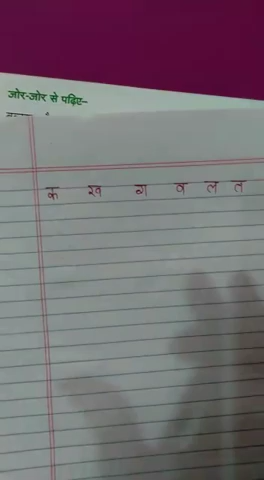 जोर-जोर से पढ़िए-
क ख ग व ल त